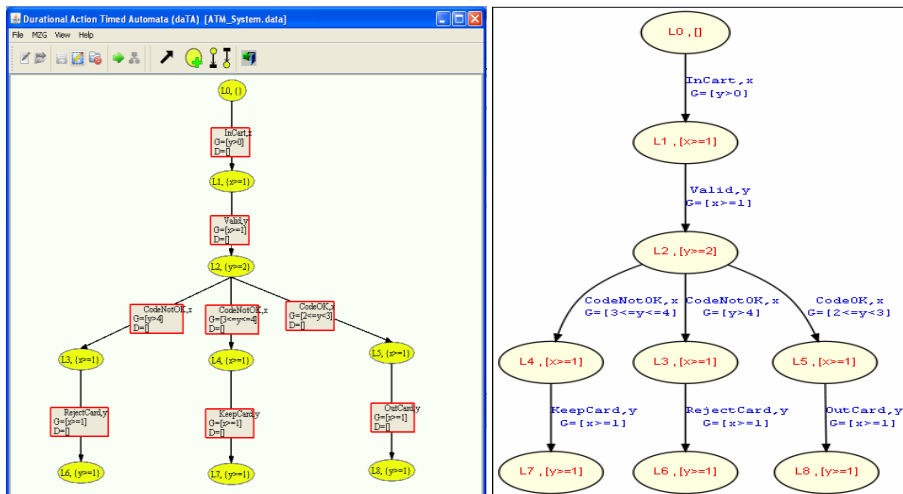 Durational Action Timed Automata (daTA) [ATM_System.data]
File MZG View Help
L0, {}
InCart,x
G=[y>0]
D=[]
L1, {x>=1}
Valid,y
G=[x>=1]
D=[]
L2, {y>=2}
CodeNotOK,x
G=[y>4]
D=[]
CodeNotOK,x
G=[3<=y<=4]
D=[]
CodeOK,x
G=[2<=y<3]
D=[]
L3, {x>=1}
L4, {x>=1}
L5, {x>=1}
RejectCard,y
G=[x>=1]
D=[]
KeepCard,y
G=[x>=1]
D=[]
OutCard,y
G=[x>=1]
D=[]
L6, {y>=1}
L7, {y>=1}
L8, {y>=1}
L0 , []
InCart,x
G=[y>0]
L1 , [x>=1]
Valid,y
G=[x>=1]
L2 , [y>=2]
CodeNotOK,x
G=[3<=y<=4]
CodeNotOK,x
G=[y>4]
CodeOK,x
G=[2<=y<3]
L4 , [x>=1]
L3 , [x>=1]
L5 , [x>=1]
KeepCard,y
G=[x>=1]
RejectCard,y
G=[x>=1]
OutCard,y
G=[x>=1]
L7 , [y>=1]
L6 , [y>=1]
L8 , [y>=1]